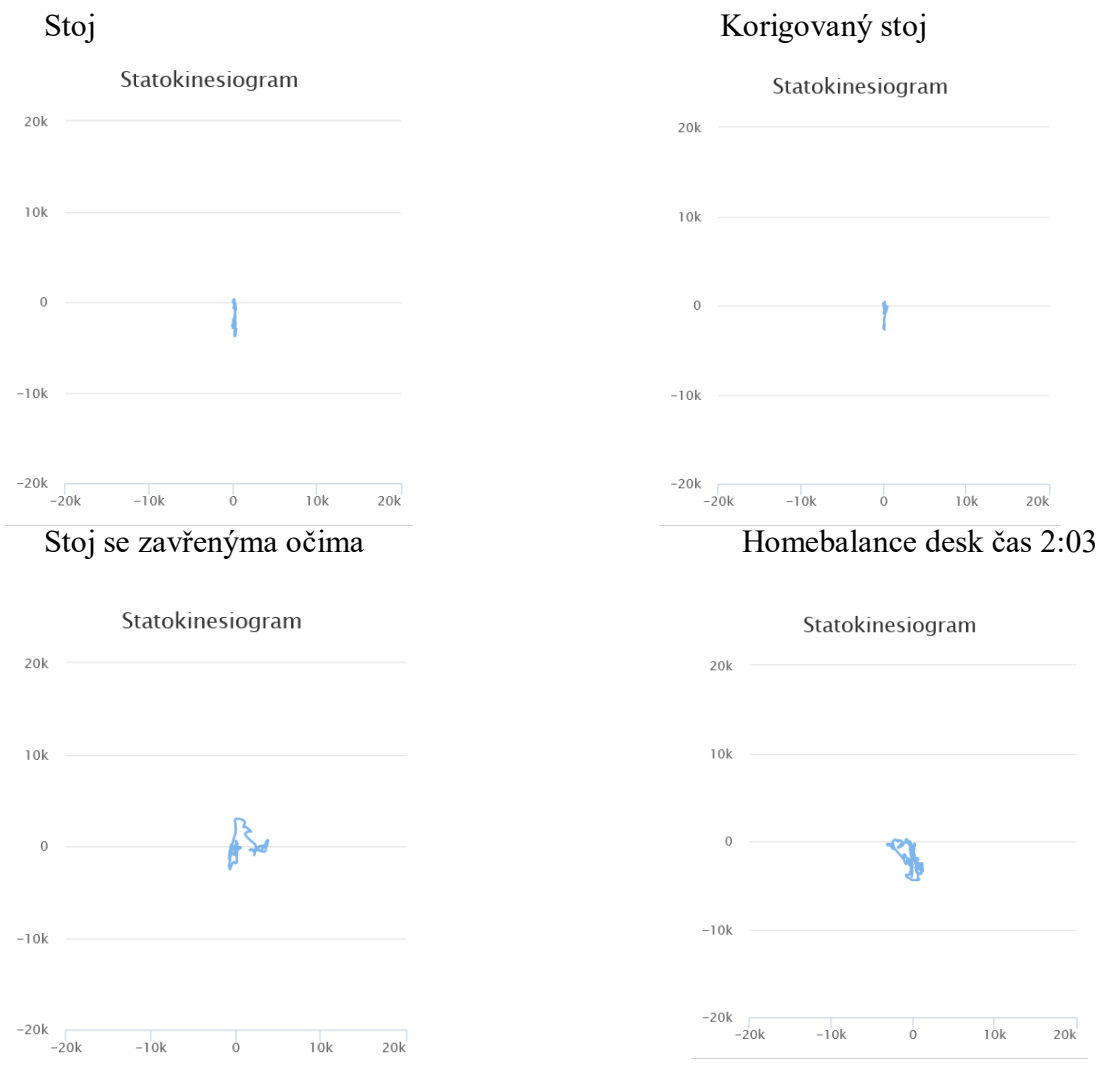 Stoj
Korigovaný stoj
Statokinesiogram
Statokinesiogram
20k
10k
0
-10k
-20k
-20k -10k 0 10k 20k
20k
10k
0
-10k
-20k
-20k -10k 0 10k 20k
Stoj se zavřenýma očima
Homebalance desk čas 2:03
Statokinesiogram
Statokinesiogram
20k
10k
0
-10k
-20k
-20k -10k 0 10k 20k
20k
10k
0
-10k
-20k
-20k -10k 0 10k 20k